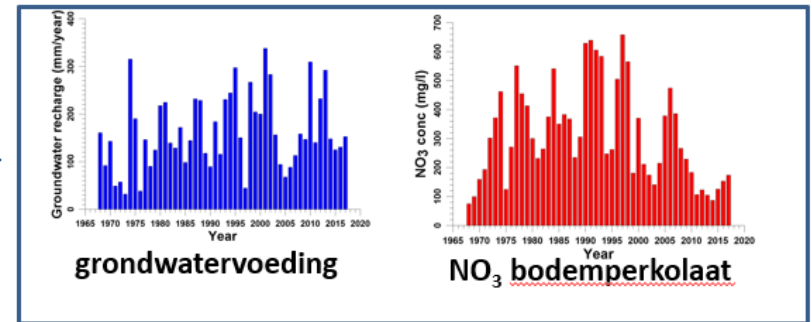 Groundwater recharge (mm/year)
400
300
200
100
0
1965 1970 1975 1980 1985 1990 1995 2000 2005 2010 2015 2020
Year
grondwatervoeding
NO3 conc (mg/l)
700
600
500
400
300
200
100
0
1965 1970 1975 1980 1985 1990 1995 2000 2005 2010 2015 2020
Year
NO₃ bodemperkolaat